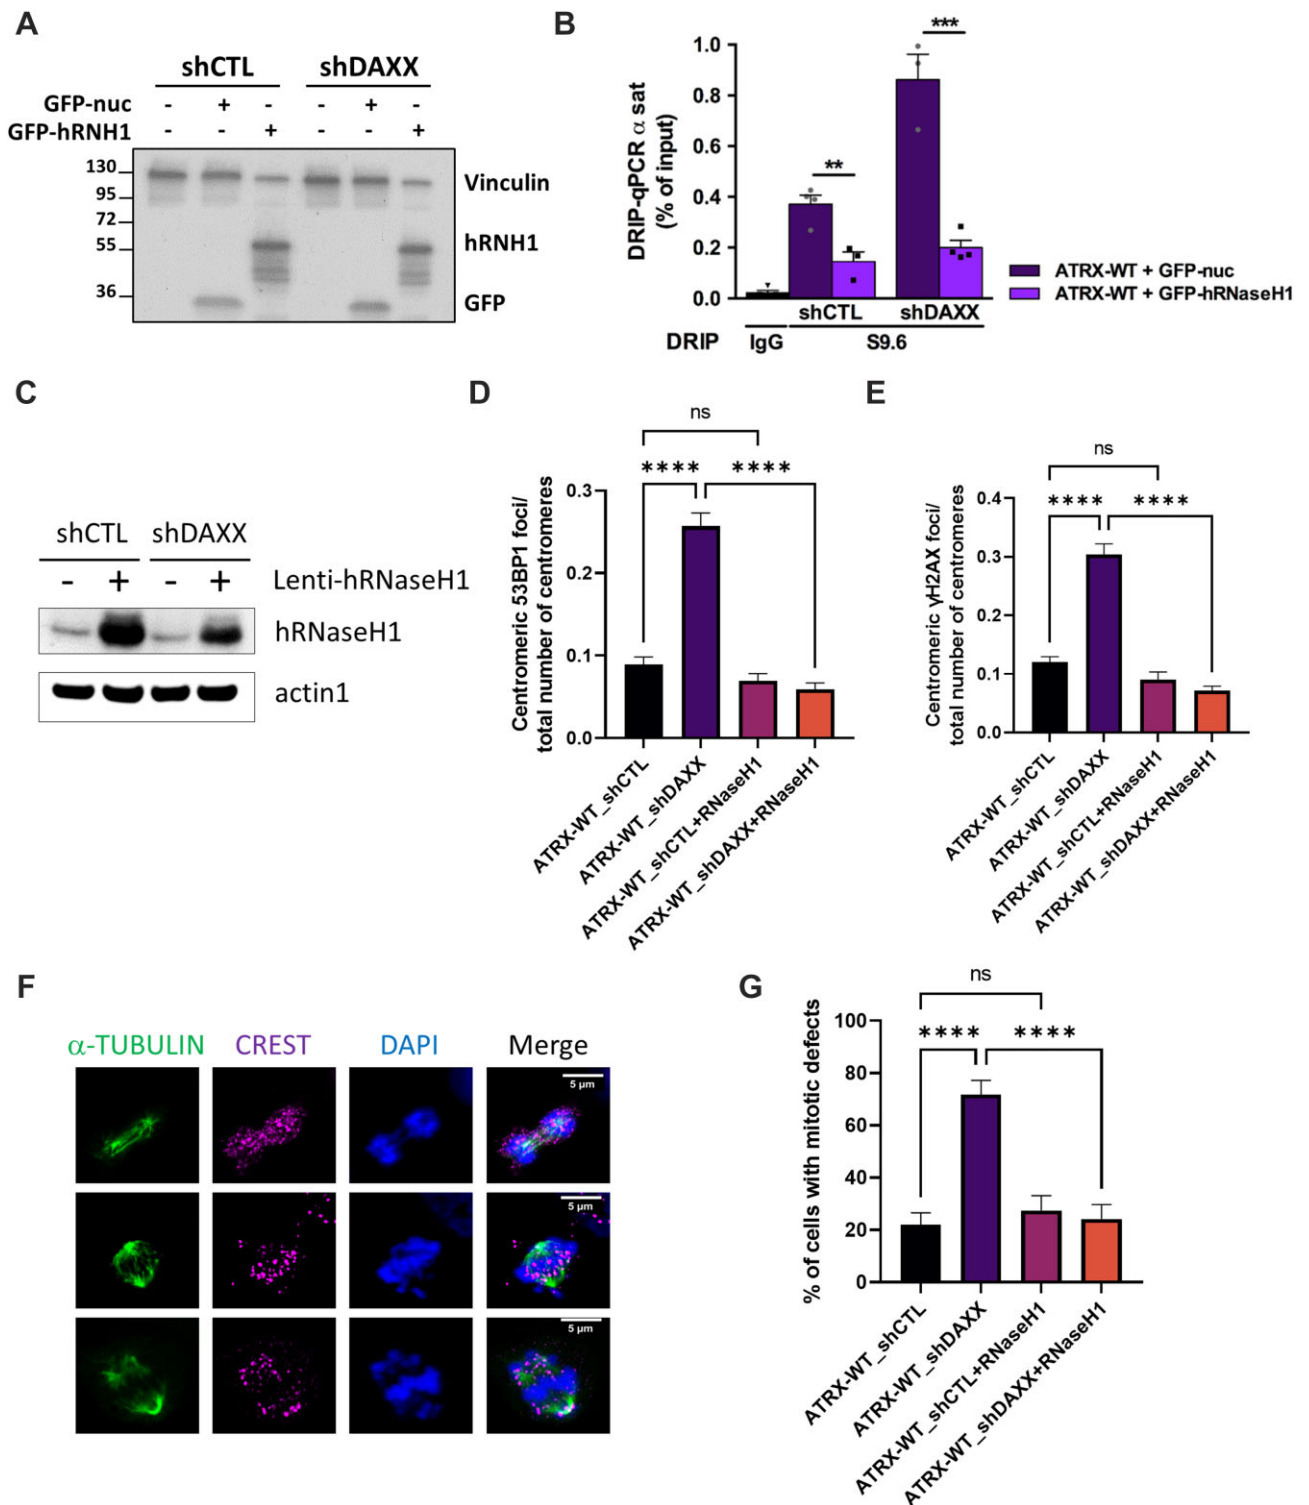 A
shCTL shDAXX
GFP-nuc - + - - + -
GFP-hRNH1 - - + - - +
130
95
72
55
36
Vinculin
hRNH1
GFP
B
DRIP-qPCR α sat
(% of input)
1.0
0.8
0.6
0.4
0.2
0.0
**
***
shCTL shDAXX
DRIP IgG S9.6
ATRX-WT + GFP-nuc
ATRX-WT + GFP-hRNaseH1
C
shCTL shDAXX
- + - + Lenti-hRNaseH1
hRNaseH1
actin1
D
ns
**** ****
Centromeric 53BP1 foci/
total number of centromeres
0.3
0.2
0.1
0.0
ATRX-WT_shCTL
ATRX-WT_shDAXX
ATRX-WT_shCTL+RNaseH1
ATRX-WT_shDAXX+RNaseH1
E
ns
**** ****
Centromeric γH2AX foci/
total number of centromeres
0.4
0.3
0.2
0.1
0.0
ATRX-WT_shCTL
ATRX-WT_shDAXX
ATRX-WT_shCTL+RNaseH1
ATRX-WT_shDAXX+RNaseH1
F
α-TUBULIN CREST DAPI Merge
5 μm
5 μm
5 μm
G
ns
**** ****
% of cells with mitotic defects
100
80
60
40
20
0
ATRX-WT_shCTL
ATRX-WT_shDAXX
ATRX-WT_shCTL+RNaseH1
ATRX-WT_shDAXX+RNaseH1